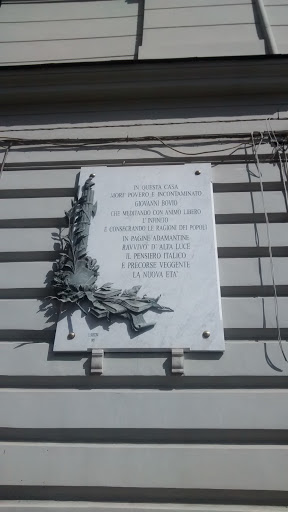 IN QUESTA CASA
MORÌ POVERO E INCONTAMINATO
GIOVANNI BOVIO
CHE MEDITANDO CON ANIMO LIBERO
L'INFINITO
E CONSACRANDO LE RAGIONI DEI POPOLI
IN PAGINE ADAMANTINE
RAVVIVÒ D'ALTA LUCE
IL PENSIERO ITALICO
E PRECORSE VEGGENTE
LA NUOVA ETÀ